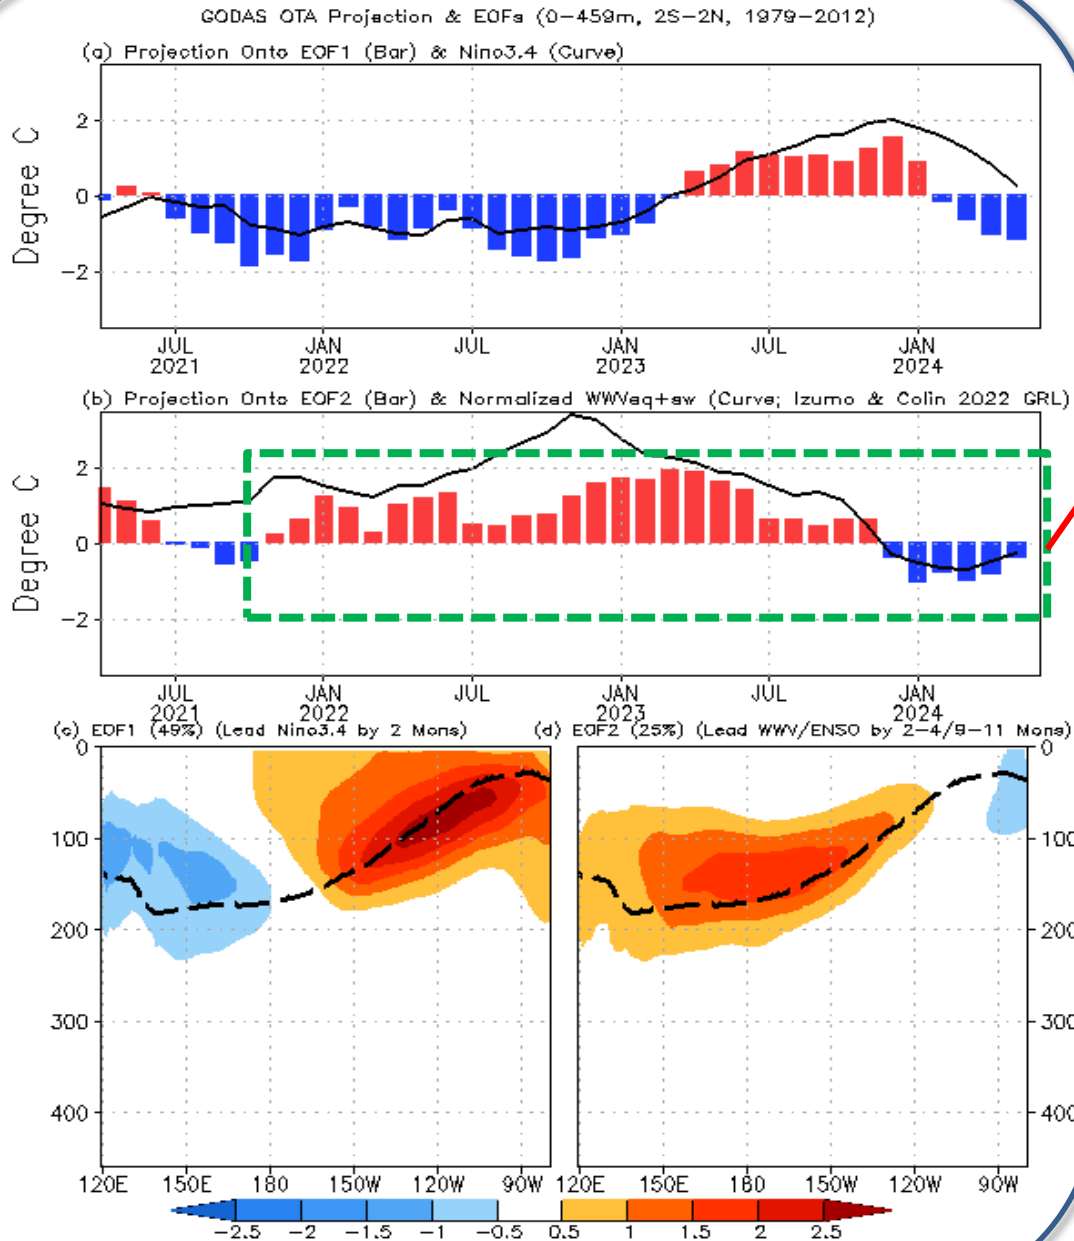 GODAS OTA Projection & EOFs (0-459m, 2S-2N, 1979-2012)
(a) Projection Onto EOF1 (Bar) & Nino3.4 (Curve)
Degree C
2
0
-2
JUL JAN JUL JAN JUL JAN
2021 2022 2023 2024
(b) Projection Onto EOF2 (Bar) & Normalized WWVeq+sw (Curve; Izumo & Colin 2022 GRL)
Degree C
2
0
-2
JUL JAN JUL JAN JUL JAN
2021 2022 2023 2024
(c) EOF1 (49%) (Lead Nino3.4 by 2 Mons)
0
100
200
300
400
120E 150E 180 150W 120W 90W
(d) EOF2 (25%) (Lead WWV/ENSO by 2-4/9-11 Mons)
0
100
200
300
400
120E 150E 180 150W 120W 90W
-2.5 -2 -1.5 -1 -0.5 0.5 1 1.5 2 2.5